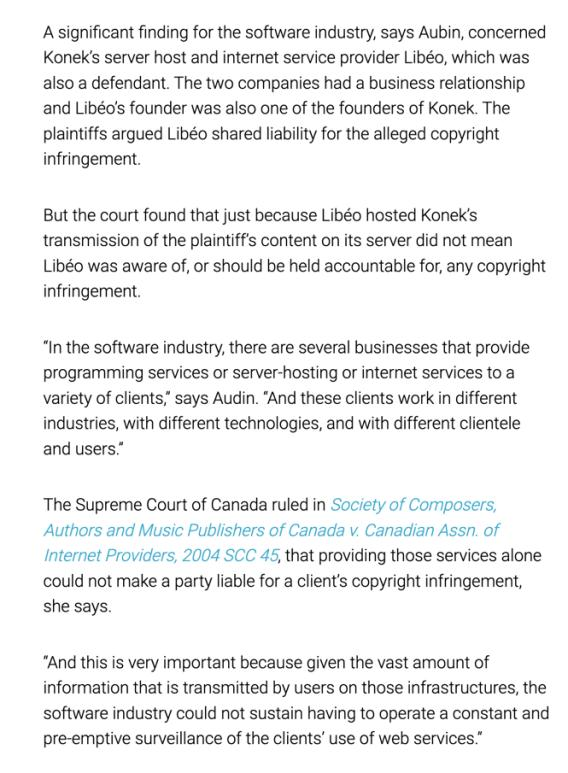 A significant finding for the software industry, says Aubin, concerned
Konek’s server host and internet service provider Libéo, which was
also a defendant. The two companies had a business relationship
and Libéo’s founder was also one of the founders of Konek. The
plaintiffs argued Libéo shared liability for the alleged copyright
infringement.
But the court found that just because Libéo hosted Konek’s
transmission of the plaintiff’s content on its server did not mean
Libéo was aware of, or should be held accountable for, any copyright
infringement.
“In the software industry, there are several businesses that provide
programming services or server-hosting or internet services to a
variety of clients,” says Audin. “And these clients work in different
industries, with different technologies, and with different clientele
and users.”
The Supreme Court of Canada ruled in Society of Composers,
Authors and Music Publishers of Canada v. Canadian Assn. of
Internet Providers, 2004 SCC 45, that providing those services alone
could not make a party liable for a client’s copyright infringement,
she says.
“And this is very important because given the vast amount of
information that is transmitted by users on those infrastructures, the
software industry could not sustain having to operate a constant and
pre-emptive surveillance of the clients’ use of web services.”